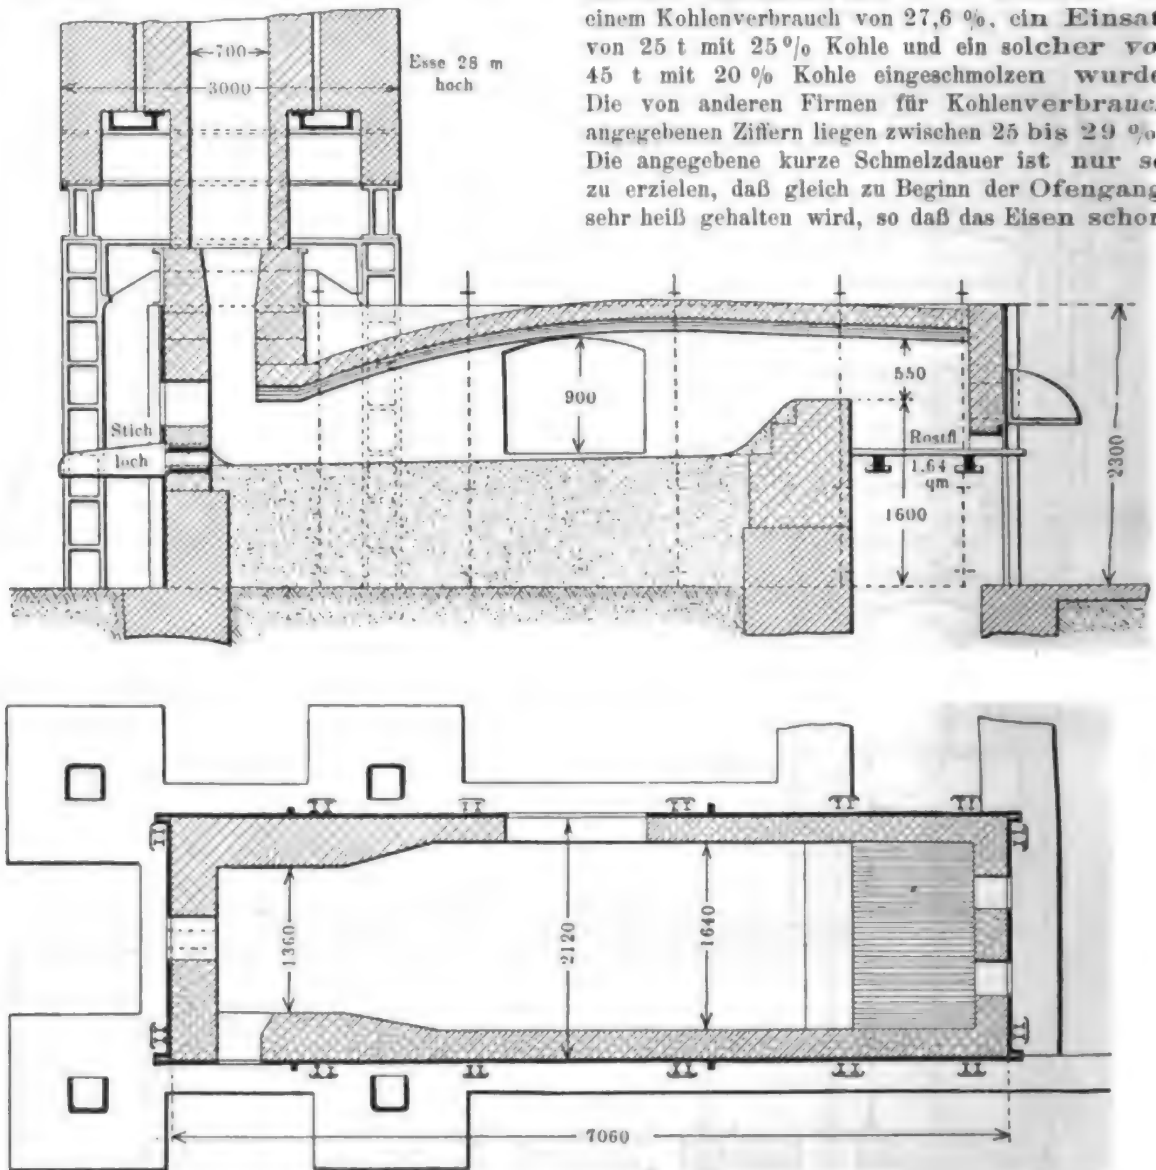 einem Kohlenverbrauch von 27,6 %, ein Einsat
von 25 t mit 25 % Kohle und ein solcher vo
45 t mit 20 % Kohle eingeschmolzen wurde
Die von anderen Firmen für Kohlenverbrauc
angegebenen Ziffern liegen zwischen 25 bis 29 %
Die angegebene kurze Schmelzdauer ist nur so
zu erzielen, daß gleich zu Beginn der Ofengang
sehr heiß gehalten wird, so daß das Eisen schon
700
3000
Esse 28 m
hoch
900
550
Stich
loch
Rostfl
1.64
qm
1600
2300
1360
2120
1640
7060